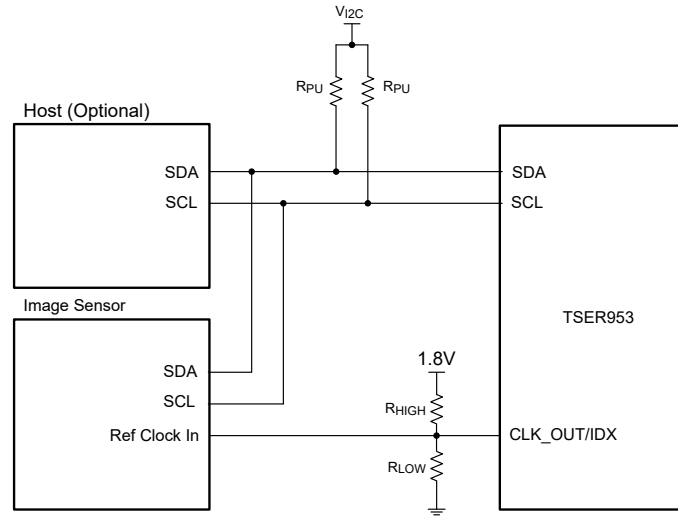 VI2C
RPU
RPU
Host (Optional)
SDA
SCL
SDA
SCL
Image Sensor
TSER953
SDA
SCL
1.8V
RHIGH
Ref Clock In
CLK_OUT/IDX
RLOW